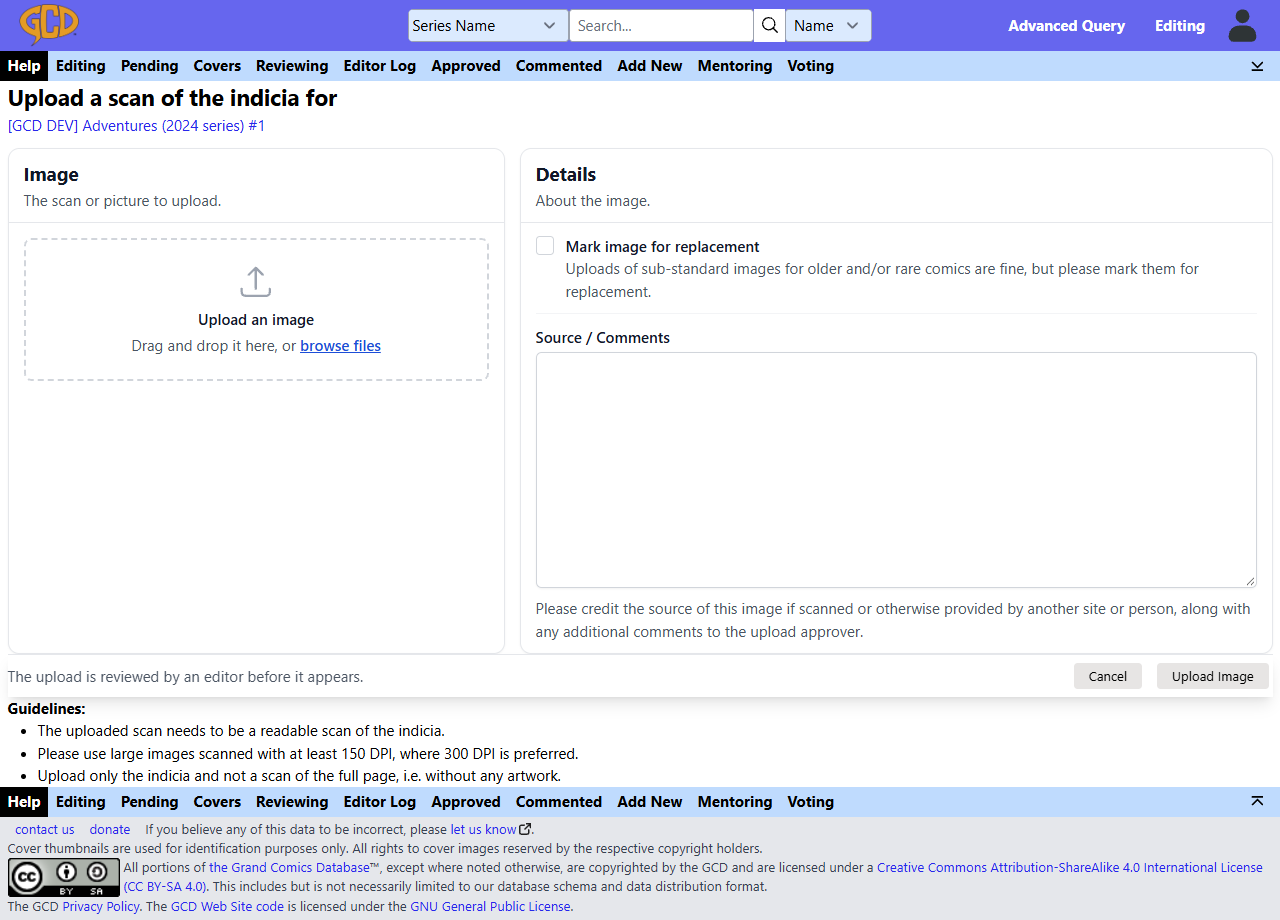 GCD
Series Name
Search...
Name
Advanced Query
Editing
Help Editing Pending Covers Reviewing Editor Log Approved Commented Add New Mentoring Voting
Upload a scan of the indicia for
[GCD DEV] Adventures (2024 series) #1
Image
The scan or picture to upload.
Upload an image
Drag and drop it here, or browse files
Details
About the image.
Mark image for replacement
Uploads of sub-standard images for older and/or rare comics are fine, but please mark them for
replacement.
Source / Comments
Please credit the source of this image if scanned or otherwise provided by another site or person, along with
any additional comments to the upload approver.
The upload is reviewed by an editor before it appears.
Cancel
Upload Image
Guidelines:
• The uploaded scan needs to be a readable scan of the indicia.
• Please use large images scanned with at least 150 DPI, where 300 DPI is preferred.
• Upload only the indicia and not a scan of the full page, i.e. without any artwork.
Help Editing Pending Covers Reviewing Editor Log Approved Commented Add New Mentoring Voting
contact us donate If you believe any of this data to be incorrect, please let us know.
Cover thumbnails are used for identification purposes only. All rights to cover images reserved by the respective copyright holders.
cc BY SA
All portions of the Grand Comics Database™, except where noted otherwise, are copyrighted by the GCD and are licensed under a Creative Commons Attribution-ShareAlike 4.0 International License
(CC BY-SA 4.0). This includes but is not necessarily limited to our database schema and data distribution format.
The GCD Privacy Policy. The GCD Web Site code is licensed under the GNU General Public License.